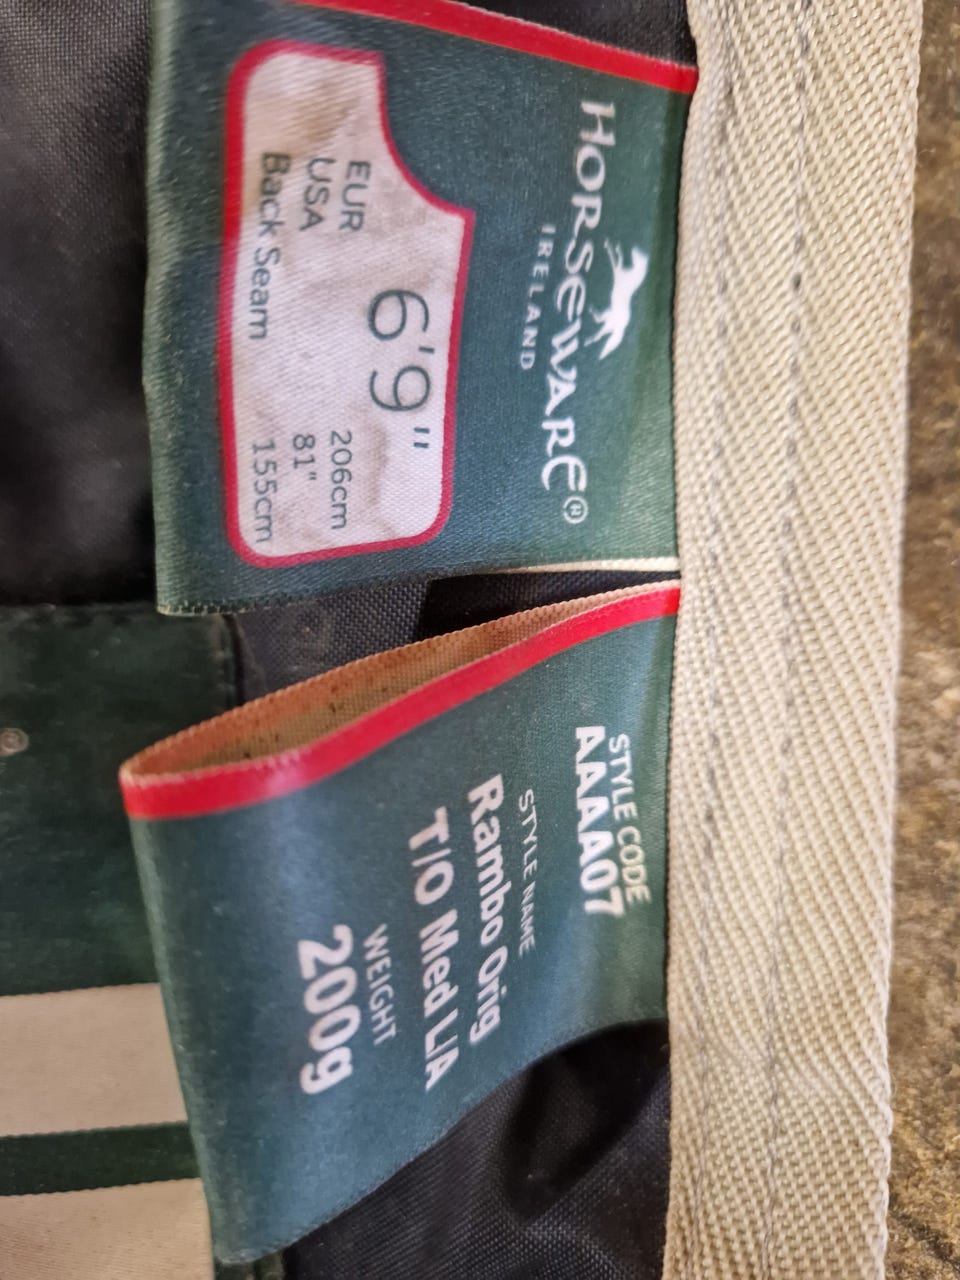 HORSEWARE®
IRELAND
6'9"
EUR 206cm
USA 81"
Back Seam 155cm
STYLE CODE
AAAA07
STYLE NAME
Rambo Orig
T/O Med L/A
WEIGHT
200g
®